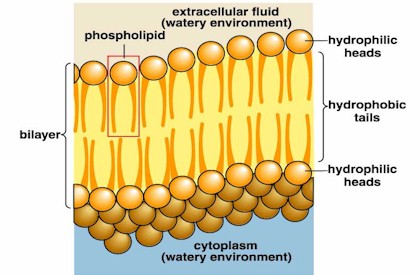 extracellular fluid
(watery environment)
phospholipid
hydrophilic
heads
hydrophobic
tails
bilayer
hydrophilic
heads
cytoplasm
(watery environment)